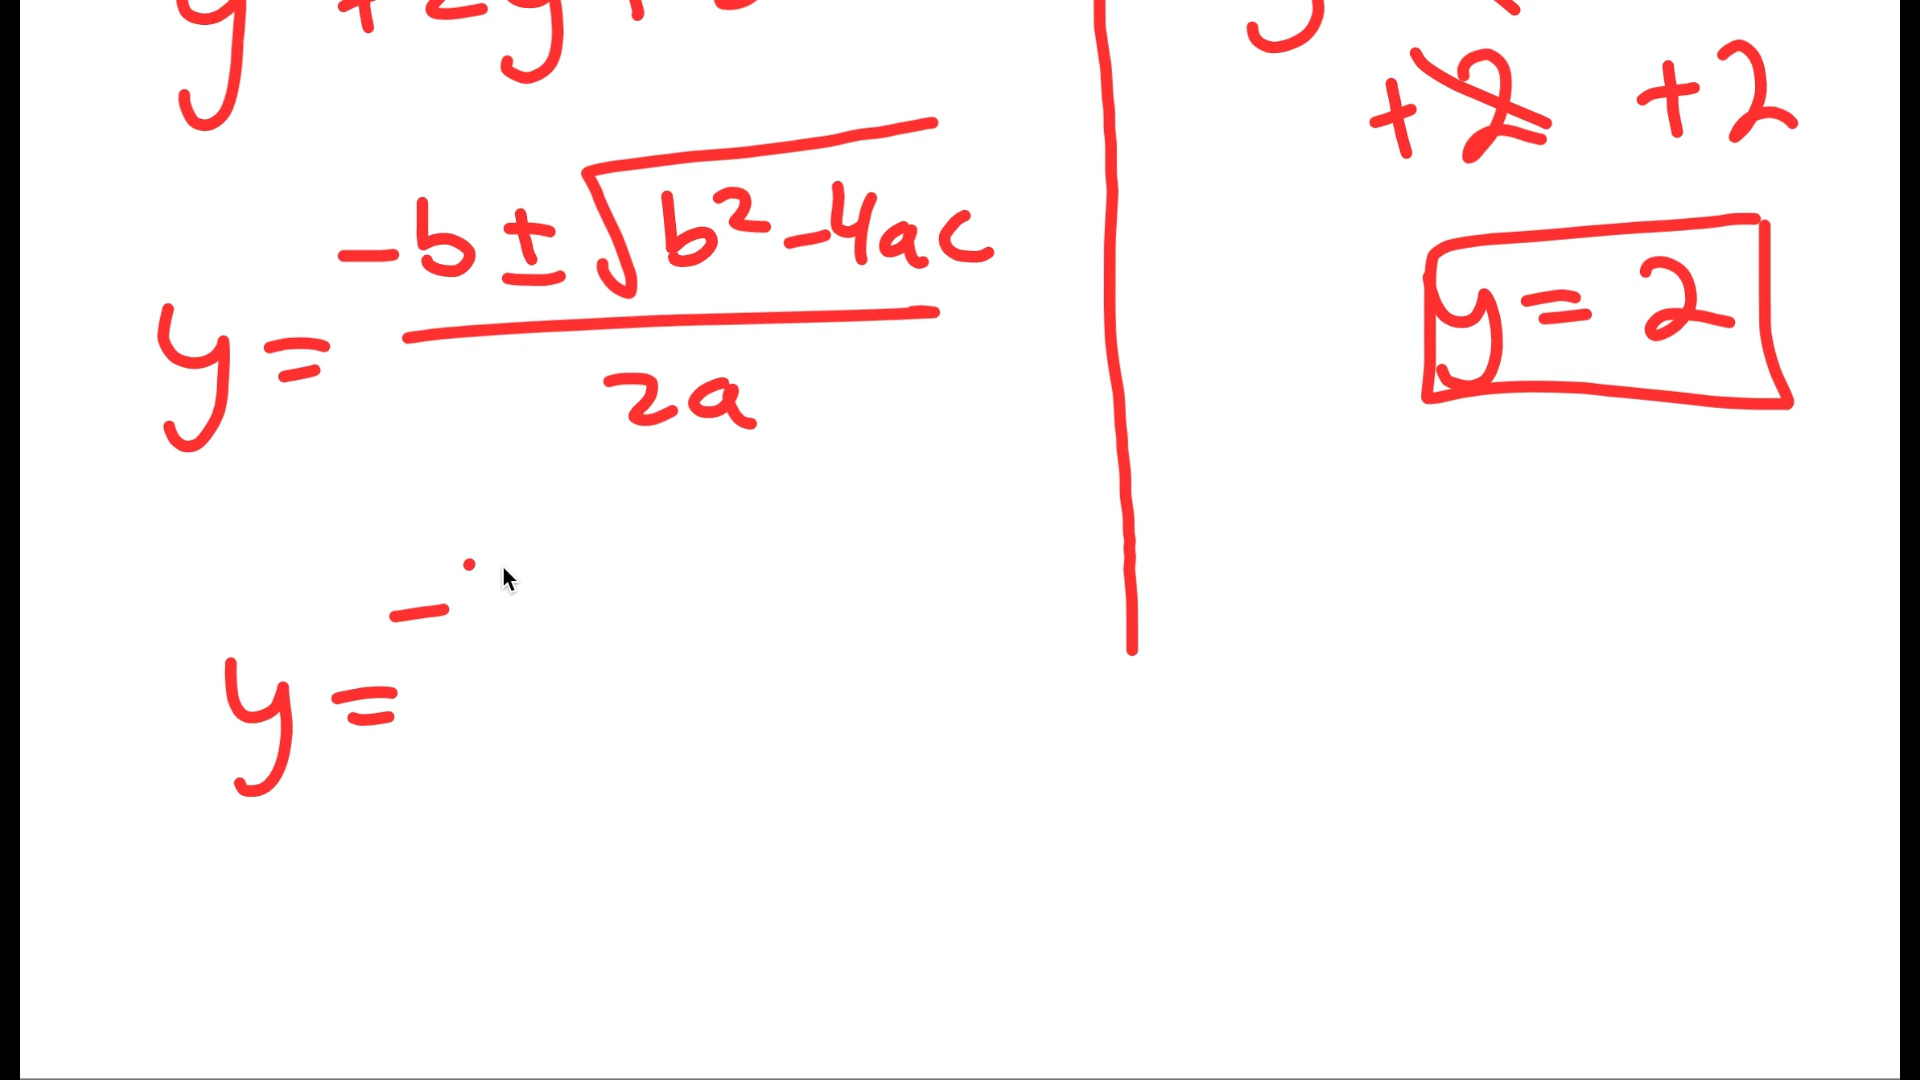 y = (-b ± √(b² - 4ac)) / 2a
y = -
+2 +2
y = 2